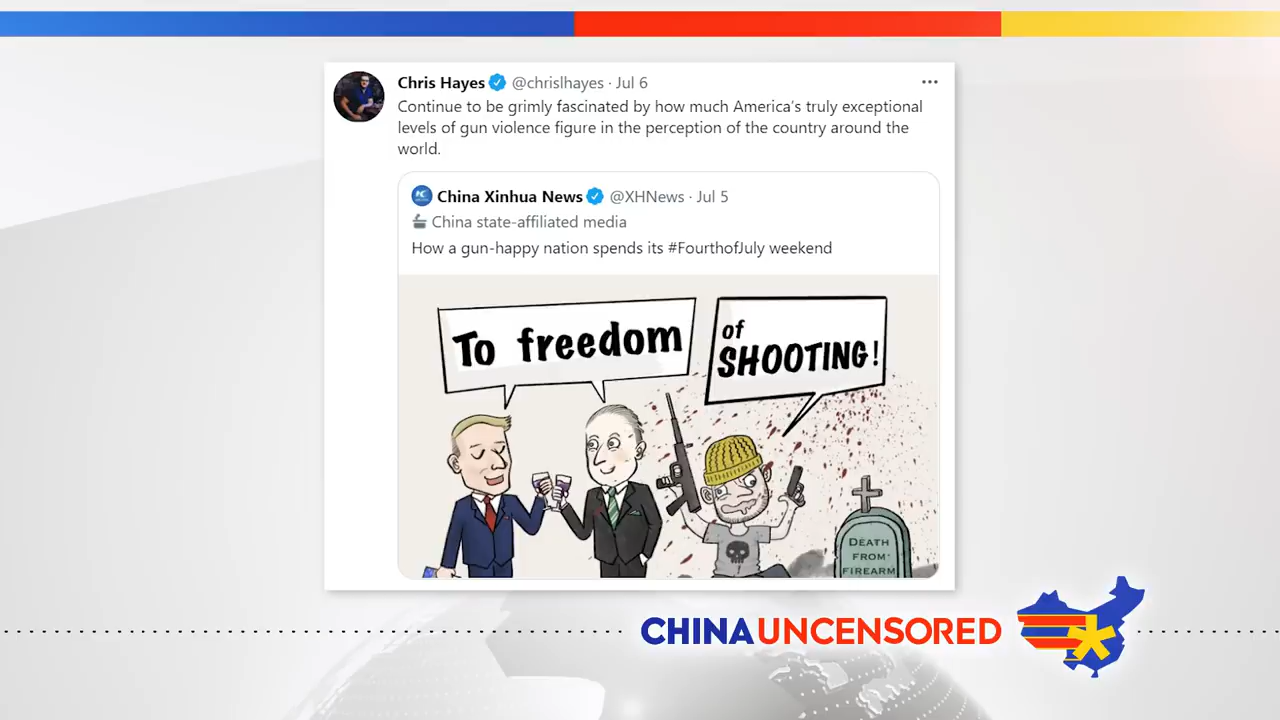 Chris Hayes @chrislhayes · Jul 6
Continue to be grimly fascinated by how much America's truly exceptional
levels of gun violence figure in the perception of the country around the
world.
China Xinhua News @XHNews · Jul 5
China state-affiliated media
How a gun-happy nation spends its #FourthofJuly weekend
To freedom
of
SHOOTING!
DEATH
FROM
FIREARM
CHINA UNCENSORED